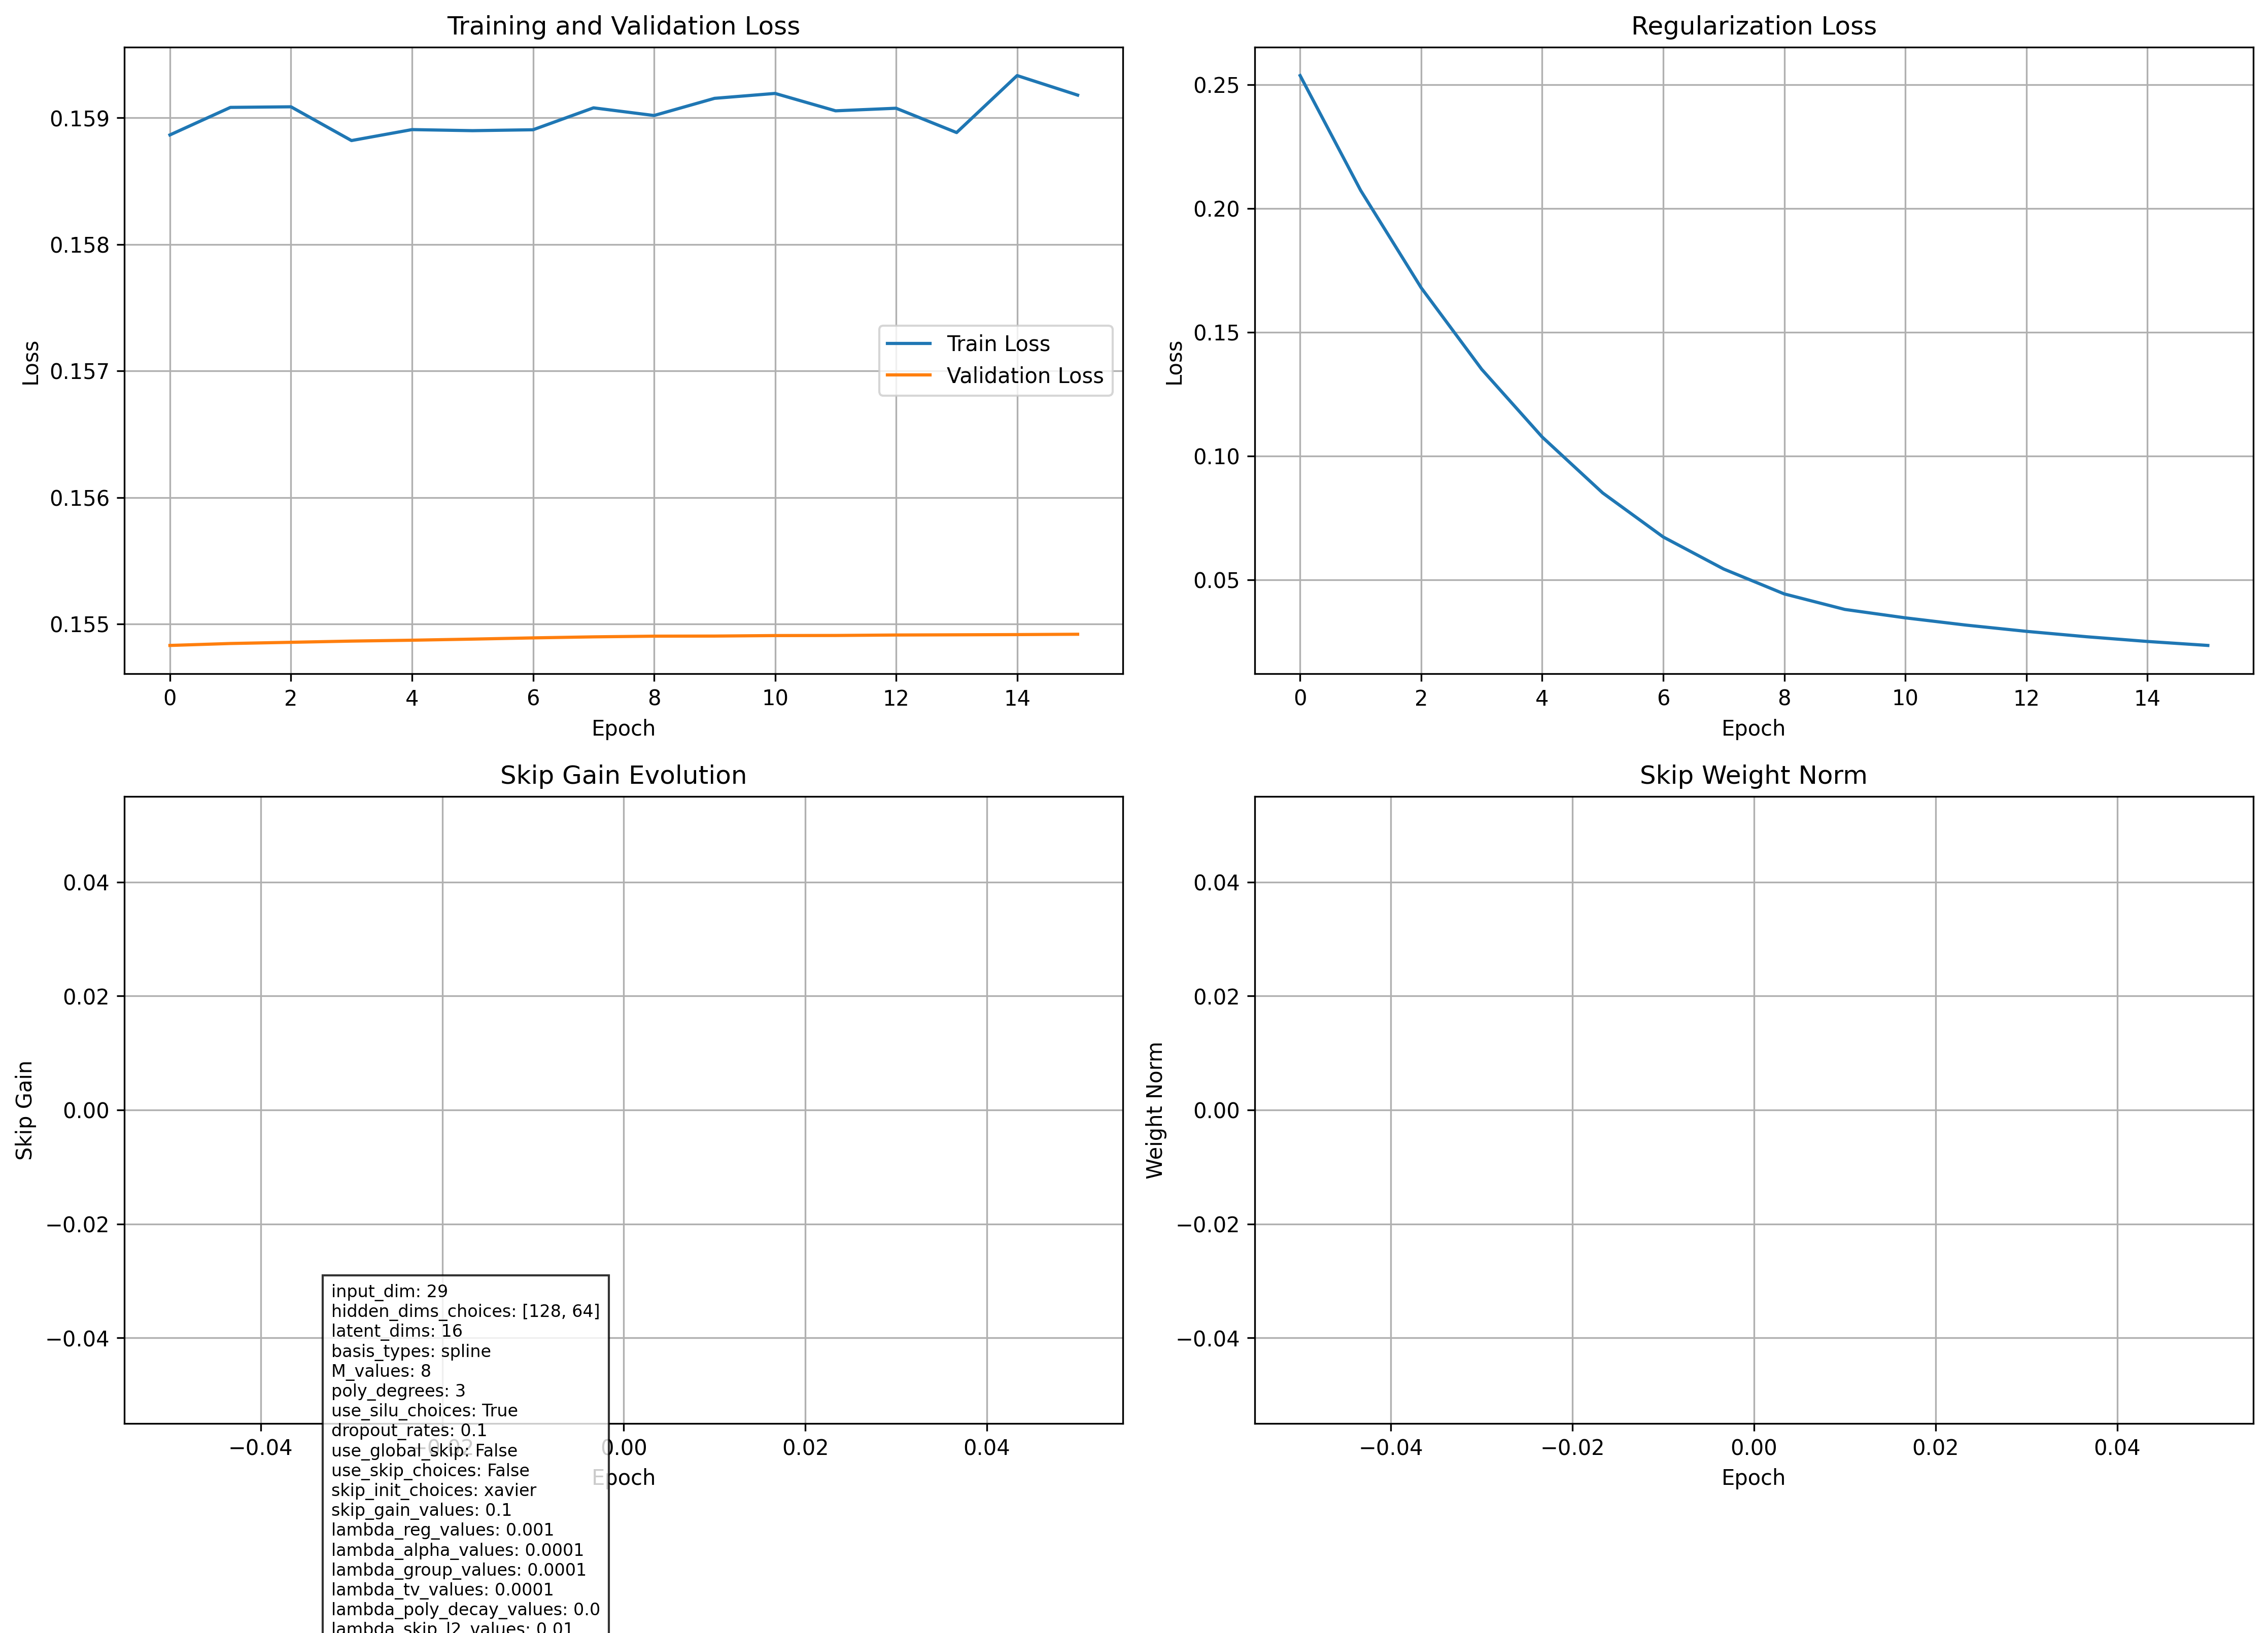 Training and Validation Loss
0.159
0.158
0.157
0.156
0.155
Loss
Train Loss
Validation Loss
0 2 4 6 8 10 12 14
Epoch
Regularization Loss
0.25
0.20
0.15
0.10
0.05
Loss
0 2 4 6 8 10 12 14
Epoch
Skip Gain Evolution
0.04
0.02
0.00
−0.02
−0.04
Skip Gain
−0.04 −0.02 0.00 0.02 0.04
Epoch
input_dim: 29
hidden_dims_choices: [128, 64]
latent_dims: 16
basis_types: spline
M_values: 8
poly_degrees: 3
use_silu_choices: True
dropout_rates: 0.1
use_global_skip: False
use_skip_choices: False
skip_init_choices: xavier
skip_gain_values: 0.1
lambda_reg_values: 0.001
lambda_alpha_values: 0.0001
lambda_group_values: 0.0001
lambda_tv_values: 0.0001
lambda_poly_decay_values: 0.0
lambda_skip_l2_values: 0.01
Skip Weight Norm
0.04
0.02
0.00
−0.02
−0.04
Weight Norm
−0.04 −0.02 0.00 0.02 0.04
Epoch